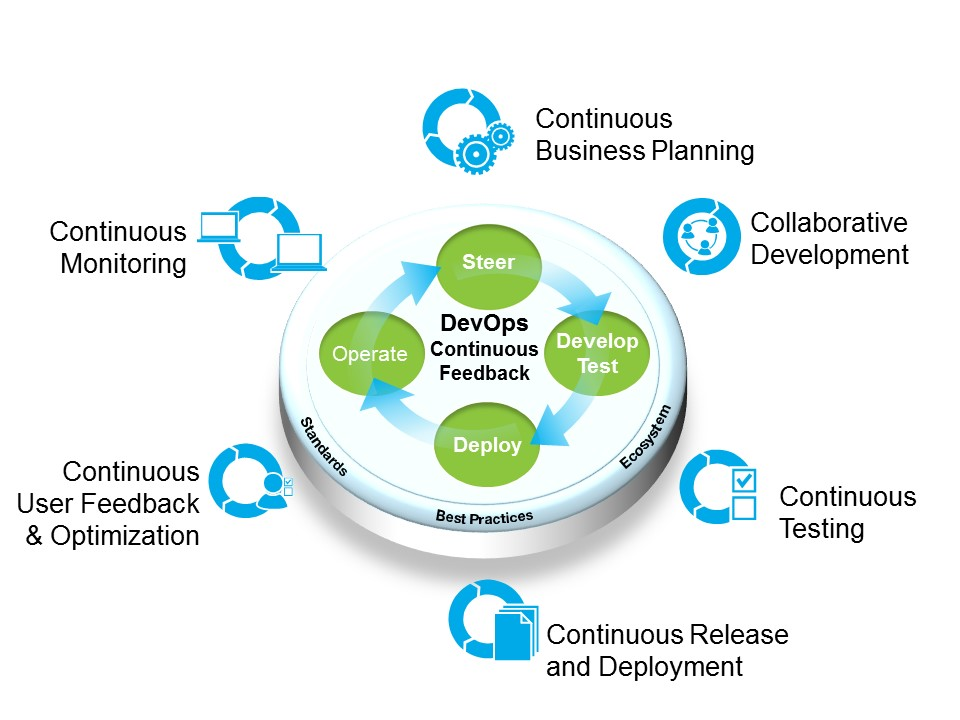 Continuous
Business Planning
Collaborative
Development
Continuous
Monitoring
Steer
DevOps
Continuous
Feedback
Develop
Test
Operate
Deploy
Standards
Best Practices
Ecosystem
Continuous
User Feedback
& Optimization
Continuous
Testing
Continuous Release
and Deployment